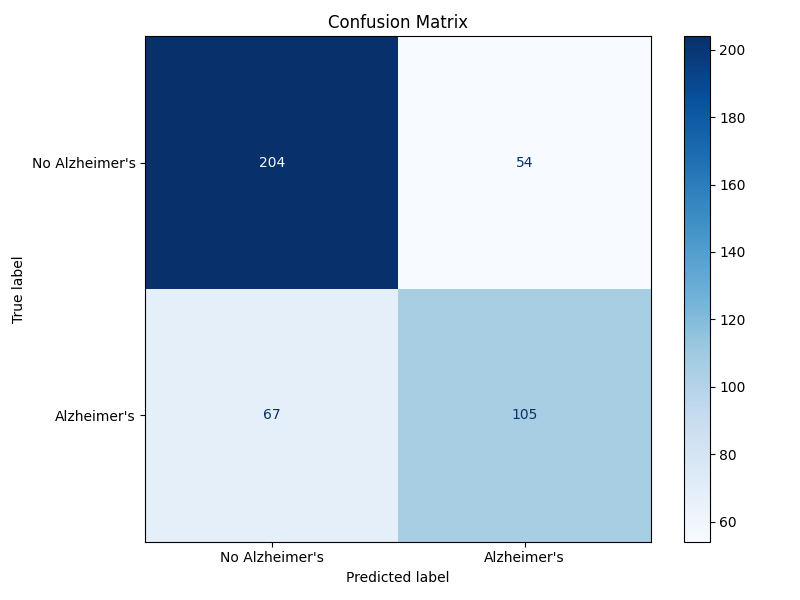 Confusion Matrix
True label
No Alzheimer's
204
54
Alzheimer's
67
105
No Alzheimer's
Alzheimer's
Predicted label
200
180
160
140
120
100
80
60